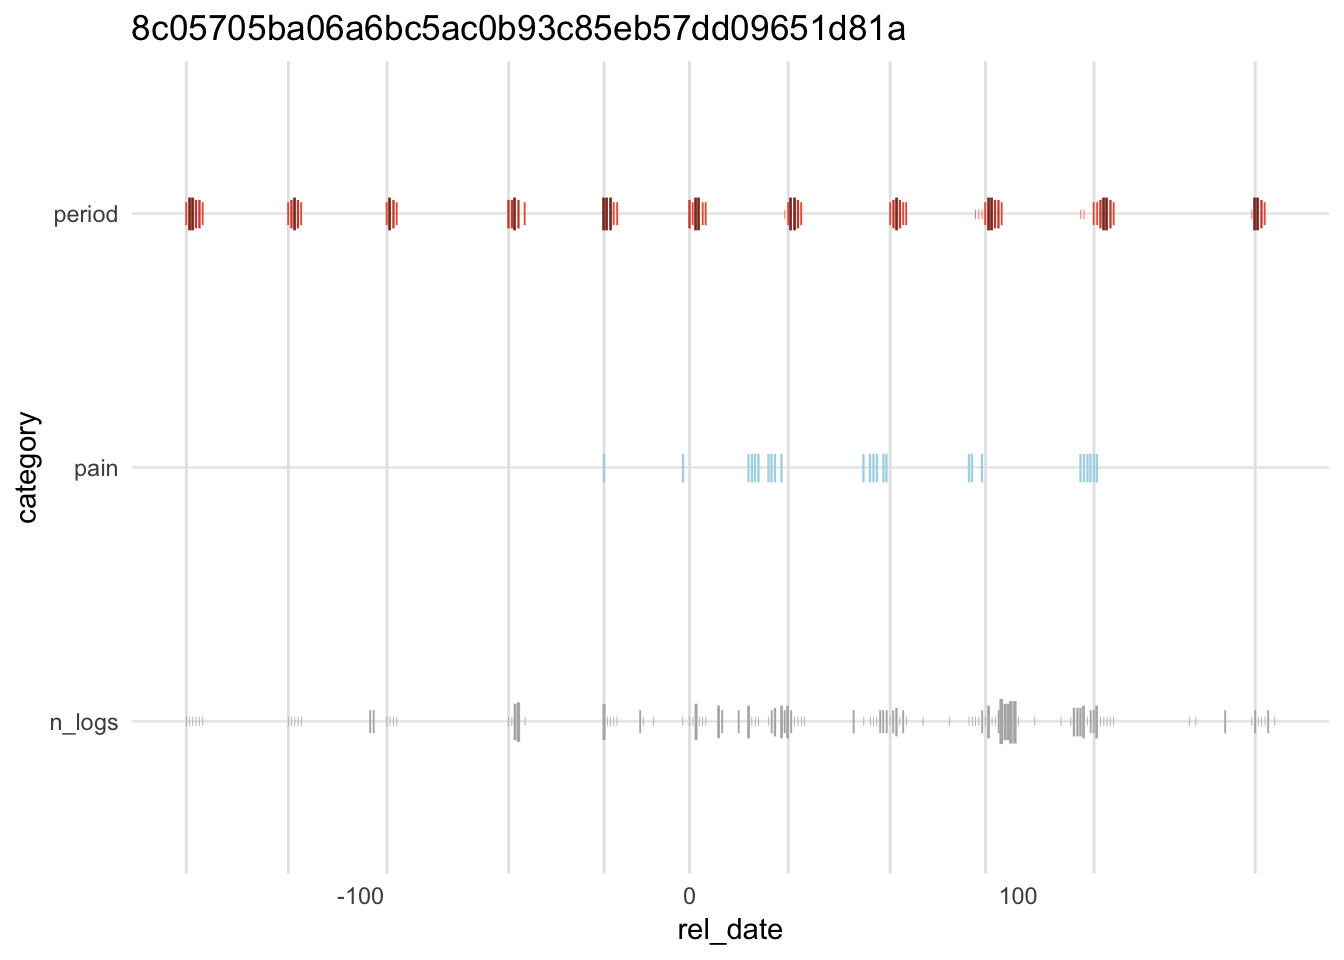 8c05705ba06a6bc5ac0b93c85eb57dd09651d81a
period
pain
n_logs
category
-100
0
100
rel_date